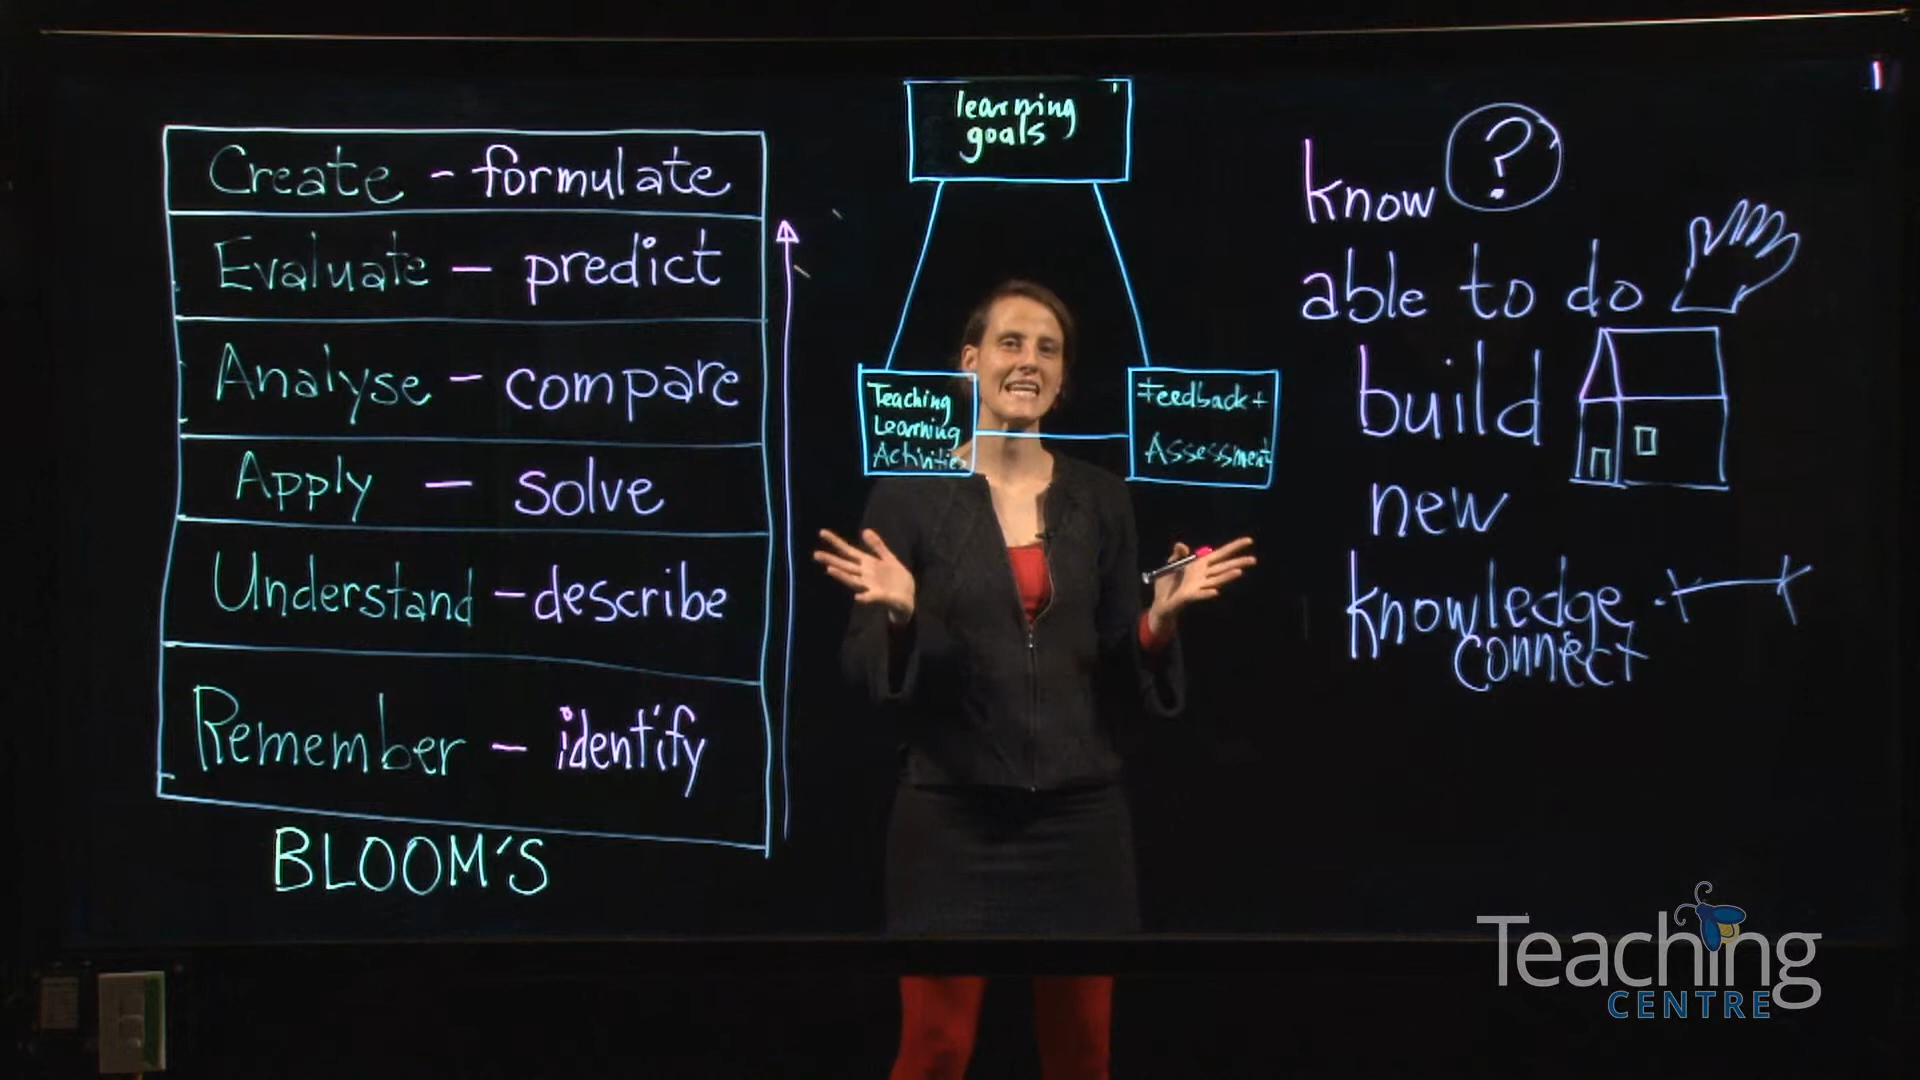 Create - formulate
Evaluate - predict
Analyse - compare
Apply - solve
Understand - describe
Remember - identify
BLOOM'S
learning
goals
Teaching
Learning
Activities
Feedback +
Assessment
know ?
able to do
build
new
knowledge
connect
Teaching
CENTRE